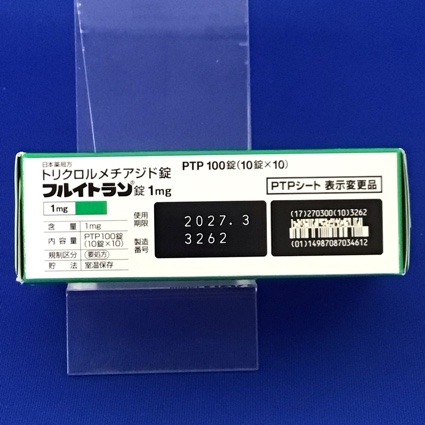 日本薬局方
トリクロルメチアジド錠 PTP 100錠(10錠×10)
フルイトラン®錠 1mg
PTPシート 表示変更品
1mg
含量 1mg
内容量 PTP100錠
(10錠×10)
規制区分 要処方
貯法 室温保存
使用
期限 2027.3
製造
番号 3262
(17)270300(10)3262
(01)14987087034612